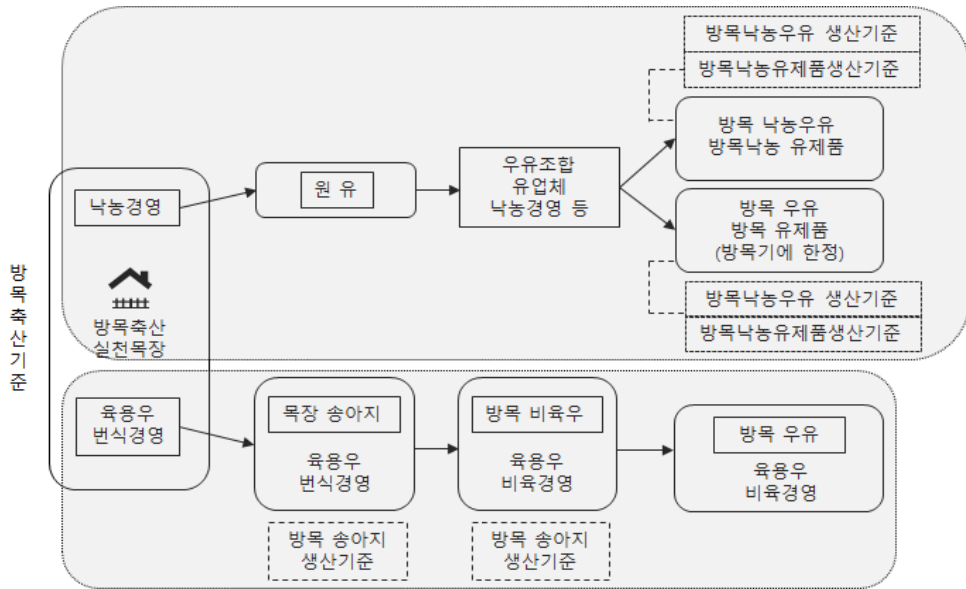 방목축산기준
낙농경영
방목축산
실천목장
원 유
우유조합
유업체
낙농경영 등
방목낙농우유 생산기준
방목낙농유제품생산기준
방목 낙농우유
방목낙농 유제품
방목 우유
방목 유제품
(방목기에 한정)
방목낙농우유 생산기준
방목낙농유제품생산기준
육용우
번식경영
목장 송아지
육용우
번식경영
방목 송아지
생산기준
방목 비육우
육용우
비육경영
방목 송아지
생산기준
방목 우유
육용우
비육경영